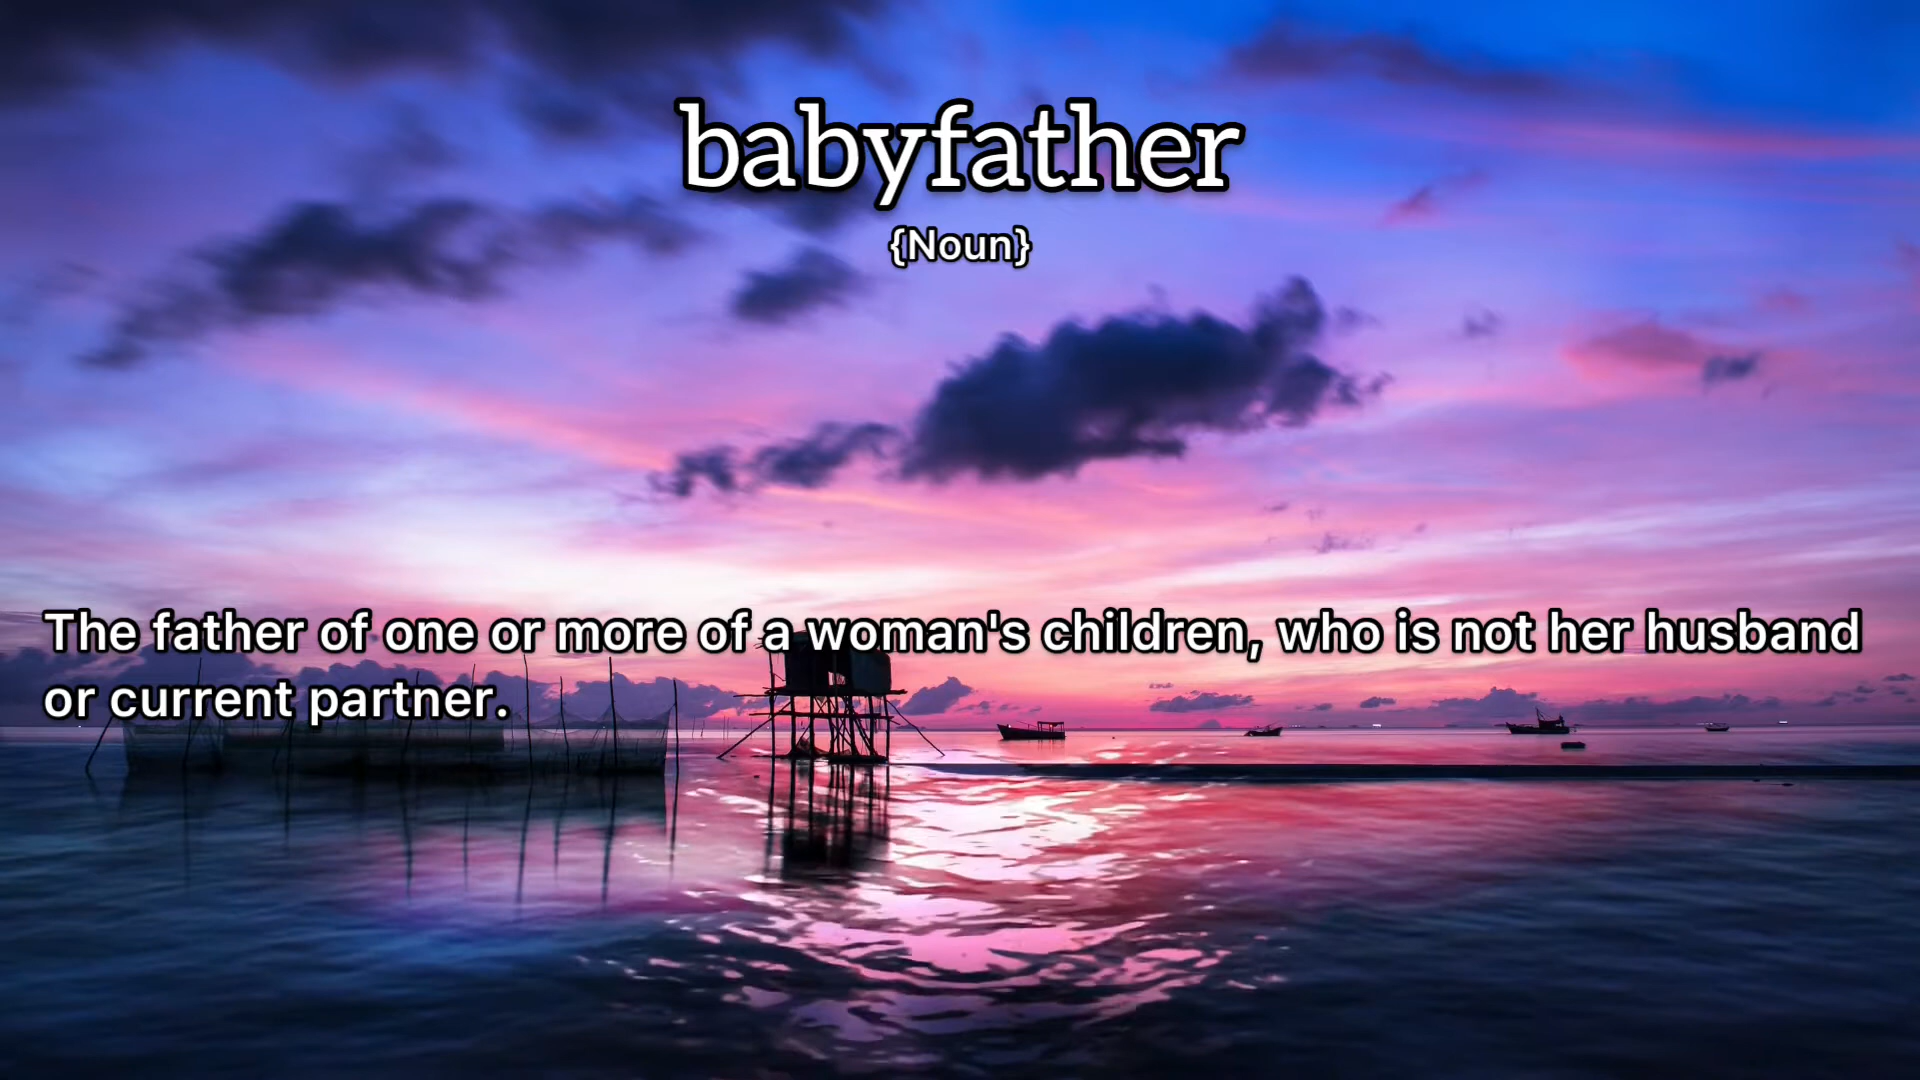 babyfather
{Noun}
The father of one or more of a woman's children, who is not her husband
or current partner.